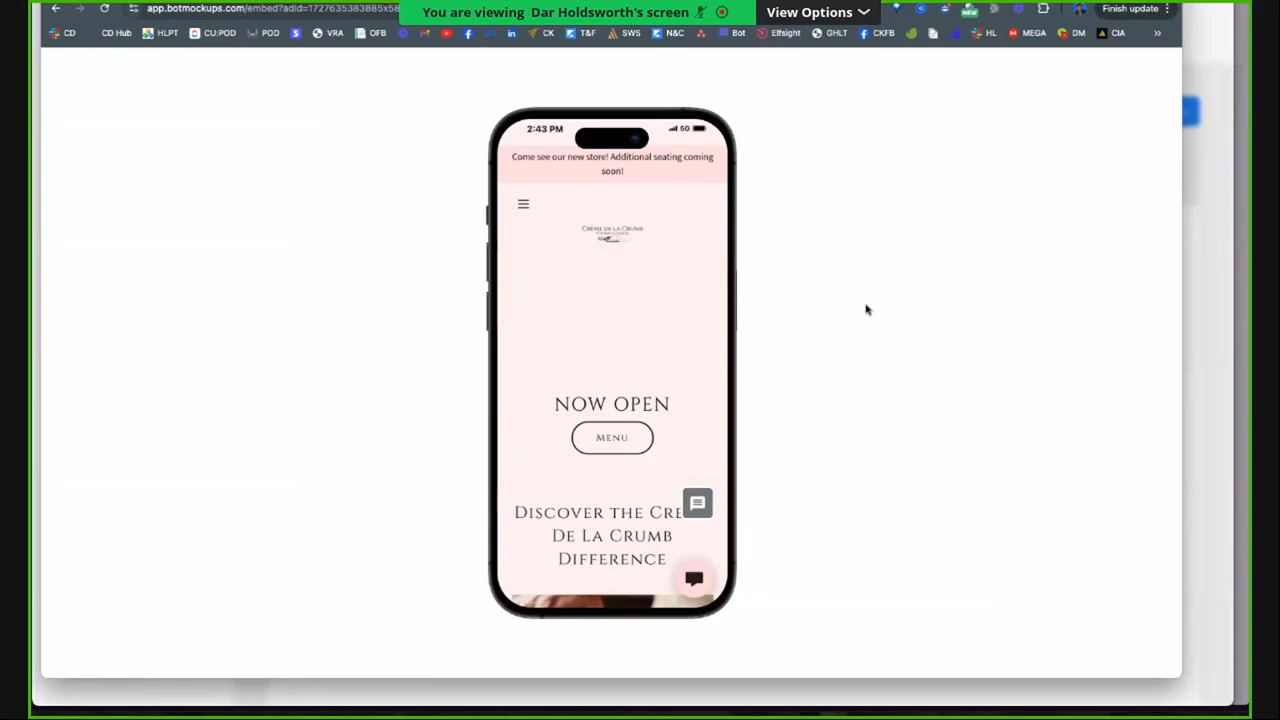 app.botmockups.com/embed?adId=1727635383885x58
You are viewing Dar Holdsworth's screen
View Options
NEW
Finish update
CD
CD Hub
HLPT
CU:POD
POD
VRA
OFB
CK
T&F
SWS
N&C
Bot
Elfsight
GHLT
CKFB
HL
MEGA
DM
CIA
»
2:43 PM
5G
Come see our new store! Additional seating coming
soon!
Crème de la Crumb
NOW OPEN
Menu
Discover the Cre
De La Crumb
Difference